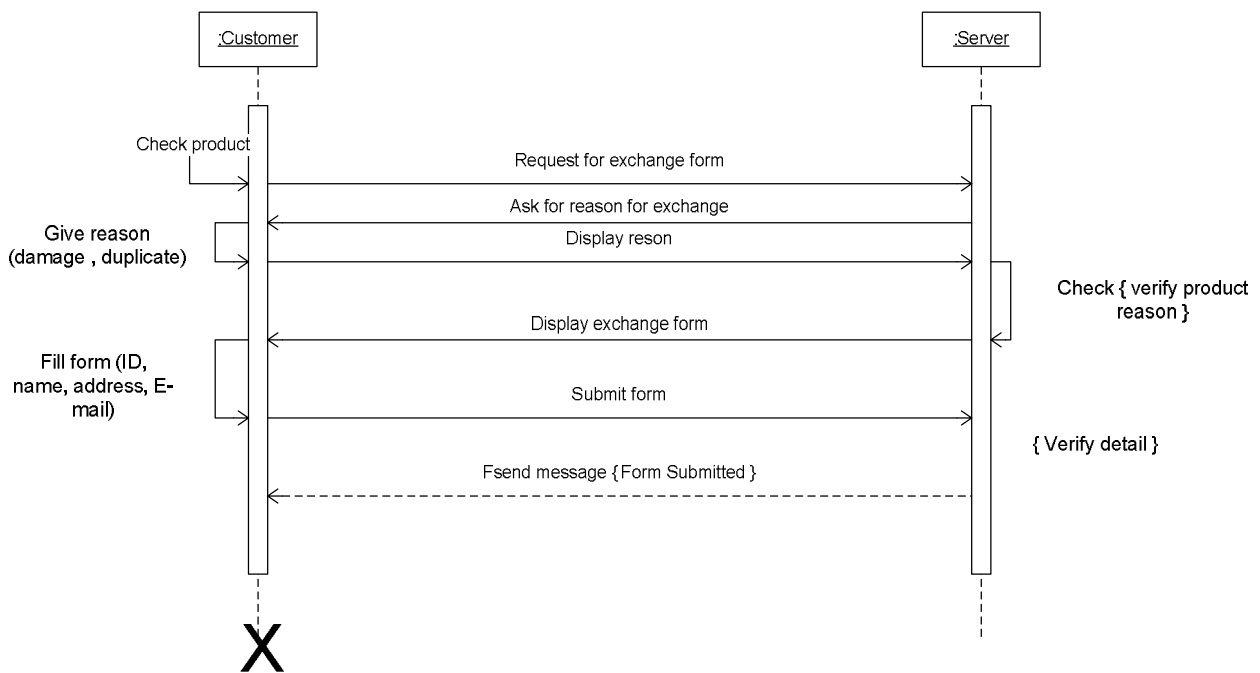 :Customer
:Server
Check product
Request for exchange form
Ask for reason for exchange
Give reason
(damage , duplicate)
Display reson
Check { verify product
reason }
Display exchange form
Fill form (ID,
name, address, E-
mail)
Submit form
{ Verify detail }
Fsend message { Form Submitted }
X